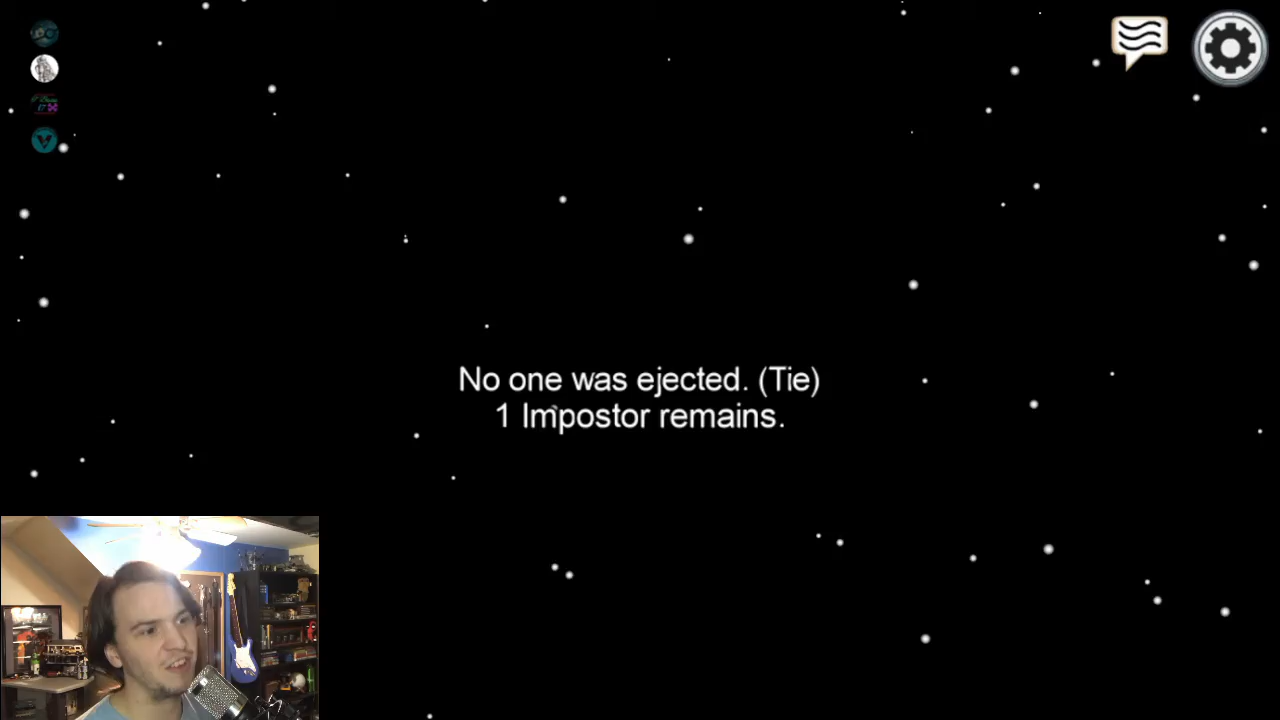 No one was ejected. (Tie)
1 Impostor remains.